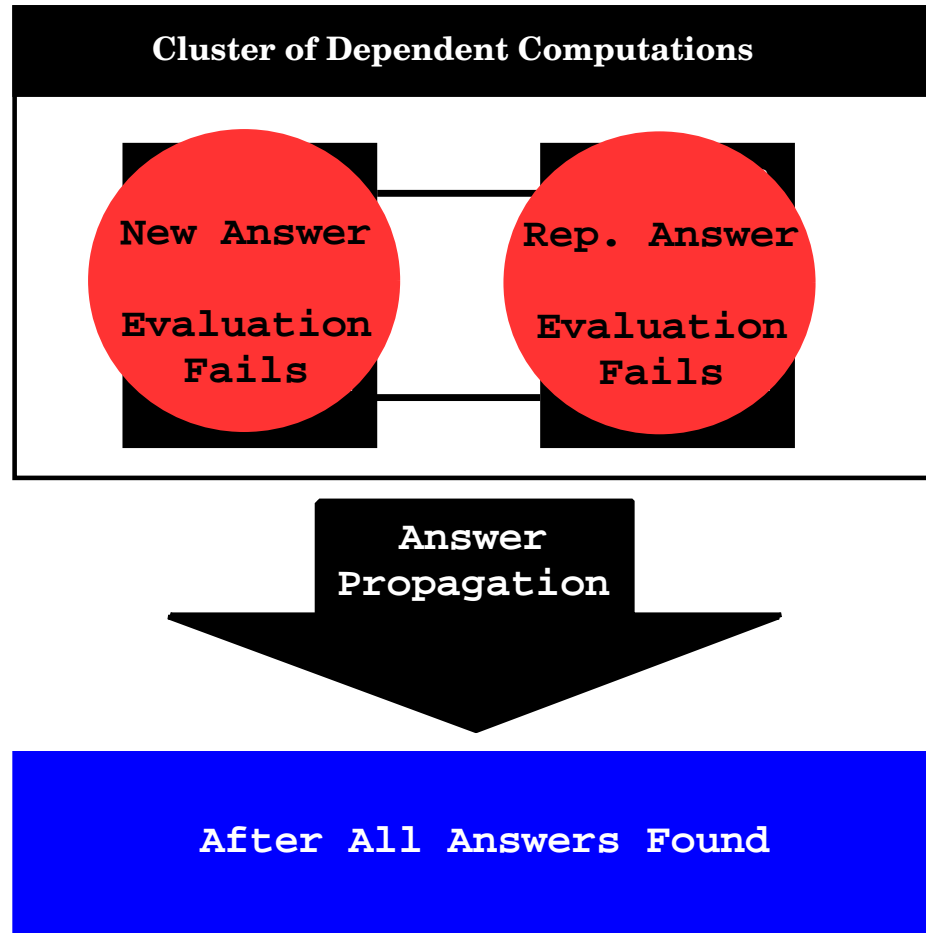 Cluster of Dependent Computations
New Answer
Evaluation
Fails
Rep. Answer
Evaluation
Fails
Answer
Propagation
After All Answers Found